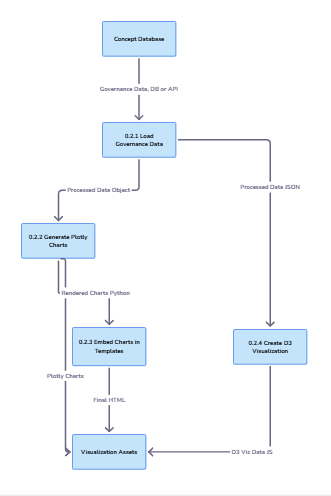 Concept Database
Governance Data, DB or API
0.2.1 Load
Governance Data
Processed Data Object
Processed Data JSON
0.2.2 Generate Plotly
Charts
Rendered Charts Python
0.2.3 Embed Charts in
Templates
0.2.4 Create D3
Visualization
Plotly Charts
Final HTML
Visualization Assets
D3 Viz Data JS